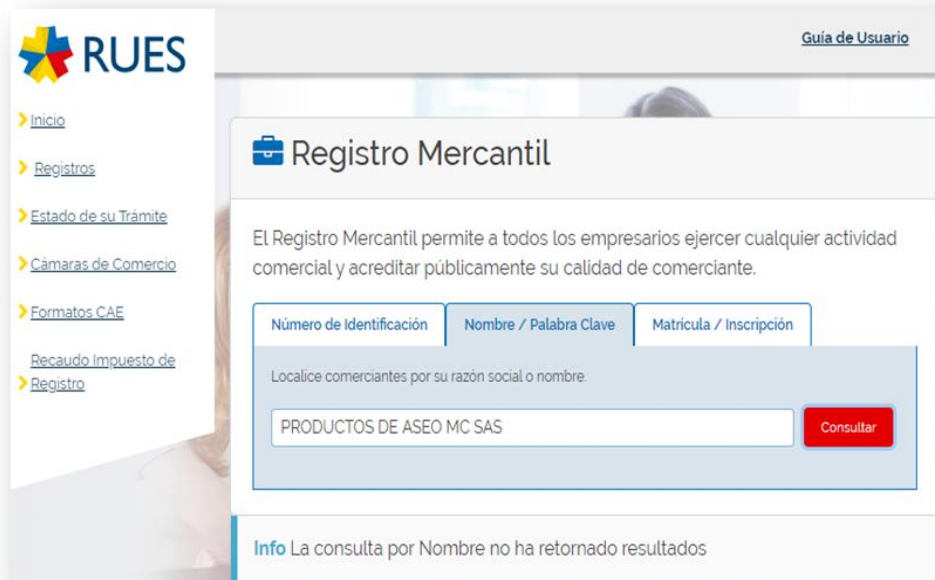 RUES
Guía de Usuario
Inicio
Registros
Estado de su Trámite
Cámaras de Comercio
Formatos CAE
Recaudo Impuesto de
Registro
Registro Mercantil
El Registro Mercantil permite a todos los empresarios ejercer cualquier actividad
comercial y acreditar públicamente su calidad de comerciante.
Número de Identificación
Nombre / Palabra Clave
Matrícula / Inscripción
Localice comerciantes por su razón social o nombre.
PRODUCTOS DE ASEO MC SAS
Consultar
Info La consulta por Nombre no ha retornado resultados